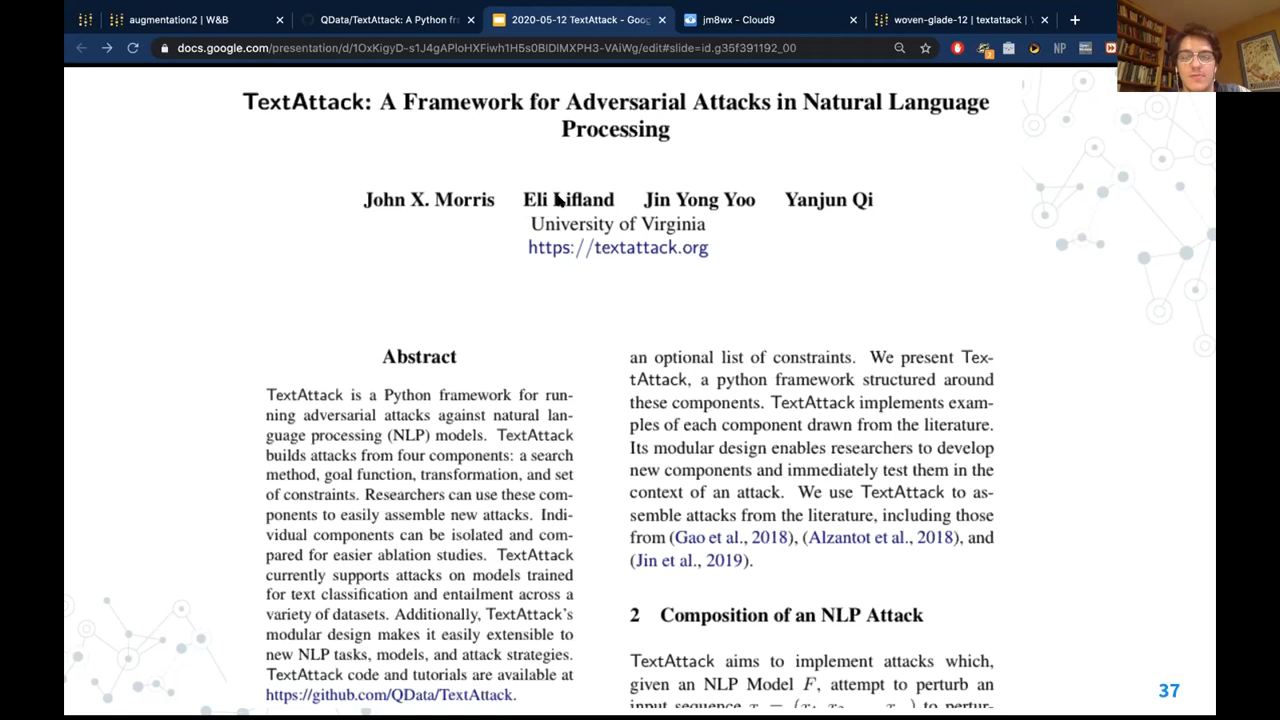 augmentation2 | W&B
QData/TextAttack: A Python fr
2020-05-12 TextAttack - Goog
jm8wx - Cloud9
woven-glade-12 | textattack |
docs.google.com/presentation/d/1OxKigyD-s1J4gAPloHXFiwh1H5s0BIDIMXPH3-VAiWg/edit#slide=id.g35f391192_00
NP
2
TextAttack: A Framework for Adversarial Attacks in Natural Language
Processing
John X. Morris Eli Lifland Jin Yong Yoo Yanjun Qi
University of Virginia
https://textattack.org
Abstract
TextAttack is a Python framework for run-
ning adversarial attacks against natural lan-
guage processing (NLP) models. TextAttack
builds attacks from four components: a search
method, goal function, transformation, and set
of constraints. Researchers can use these com-
ponents to easily assemble new attacks. Indi-
vidual components can be isolated and com-
pared for easier ablation studies. TextAttack
currently supports attacks on models trained
for text classification and entailment across a
variety of datasets. Additionally, TextAttack's
modular design makes it easily extensible to
new NLP tasks, models, and attack strategies.
TextAttack code and tutorials are available at
https://github.com/QData/TextAttack.
an optional list of constraints. We present Tex-
tAttack, a python framework structured around
these components. TextAttack implements exam-
ples of each component drawn from the literature.
Its modular design enables researchers to develop
new components and immediately test them in the
context of an attack. We use TextAttack to as-
semble attacks from the literature, including those
from (Gao et al., 2018), (Alzantot et al., 2018), and
(Jin et al., 2019).
2 Composition of an NLP Attack
TextAttack aims to implement attacks which,
given an NLP Model F, attempt to perturb an
input sequence x = (x1, x2 to pertur-
37